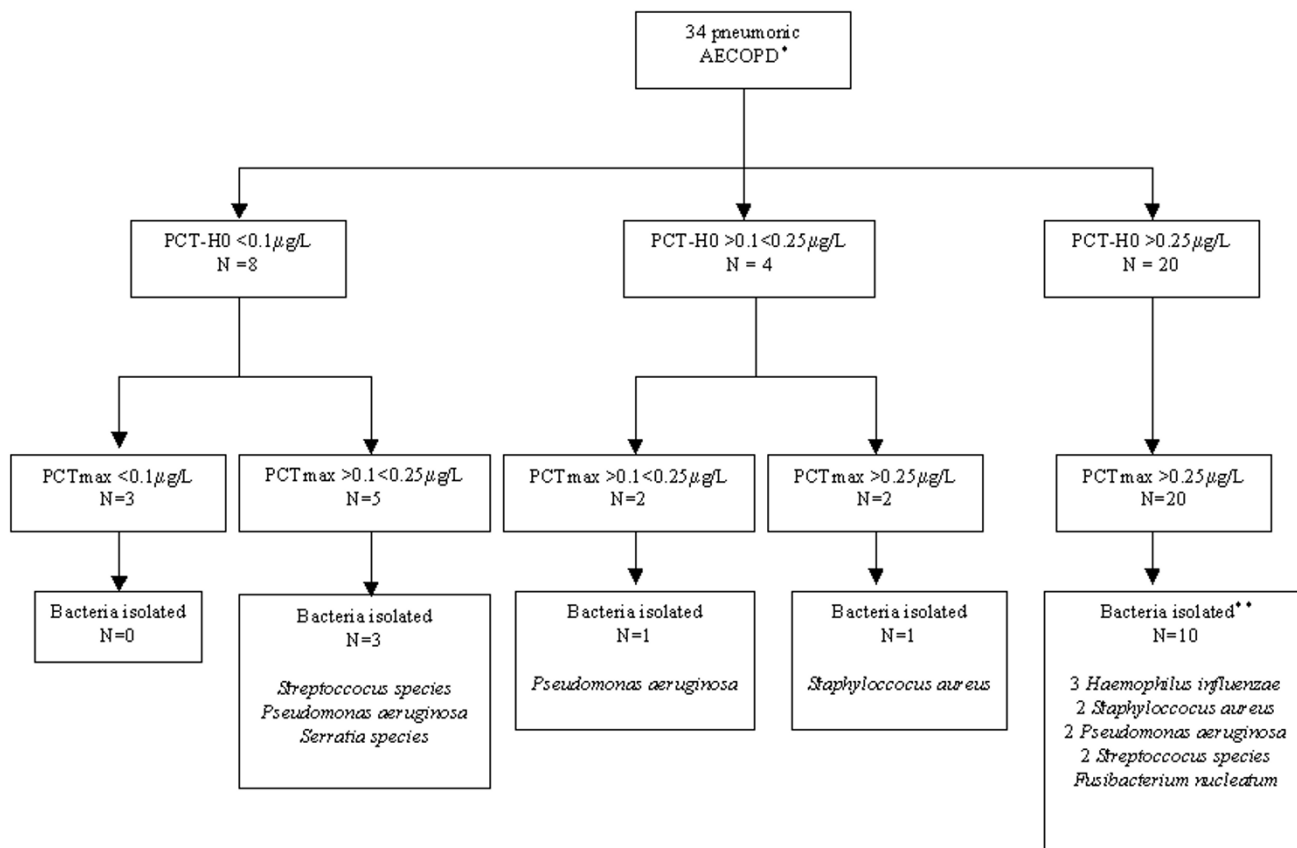 34 pneumonic
AECOPD♦
PCT-H0 <0.1µg/L
N =8
PCT-H0 >0.1<0.25µg/L
N = 4
PCT-H0 >0.25µg/L
N = 20
PCTmax <0.1µg/L
N=3
PCTmax >0.1<0.25µg/L
N=5
PCTmax >0.1<0.25µg/L
N=2
PCTmax >0.25µg/L
N=2
PCTmax >0.25µg/L
N=20
Bacteria isolated
N=0
Bacteria isolated
N=3
Streptoccocus species
Pseudomonas aeruginosa
Serratia species
Bacteria isolated
N=1
Pseudomonas aeruginosa
Bacteria isolated
N=1
Staphyloccocus aureus
Bacteria isolated♦♦
N=10
3 Haemophilus influenzae
2 Staphyloccocus aureus
2 Pseudomonas aeruginosa
2 Streptoccocus species
Fusibacterium nucleatum